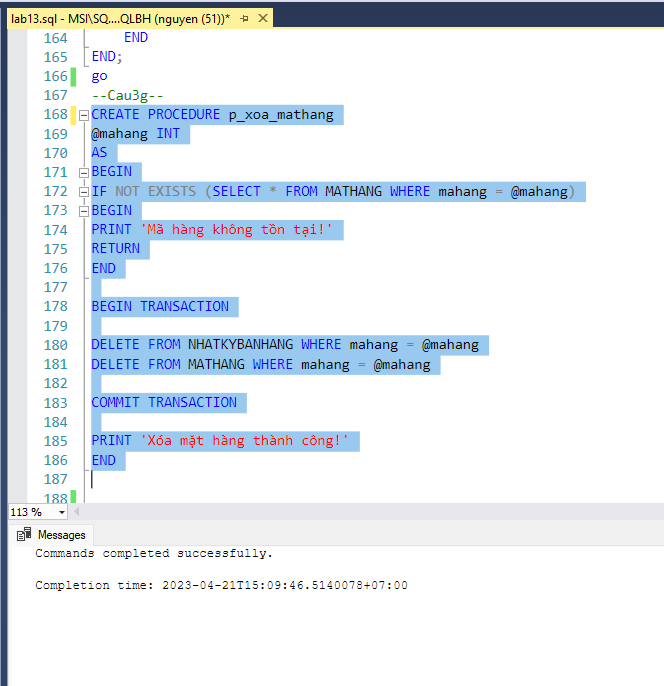 lab13.sql - MSI\SQ....QLBH (nguyen (51))*
164 END
165 END;
166 go
167 --Cau3g--
168 CREATE PROCEDURE p_xoa_mathang
169 @mahang INT
170 AS
171 BEGIN
172 IF NOT EXISTS (SELECT * FROM MATHANG WHERE mahang = @mahang)
173 BEGIN
174 PRINT 'Mã hàng không tồn tại!'
175 RETURN
176 END
177
178 BEGIN TRANSACTION
179
180 DELETE FROM NHATKYBANHANG WHERE mahang = @mahang
181 DELETE FROM MATHANG WHERE mahang = @mahang
182
183 COMMIT TRANSACTION
184
185 PRINT 'Xóa mặt hàng thành công!'
186 END
187
188
113 %
Messages
Commands completed successfully.
Completion time: 2023-04-21T15:09:46.5140078+07:00